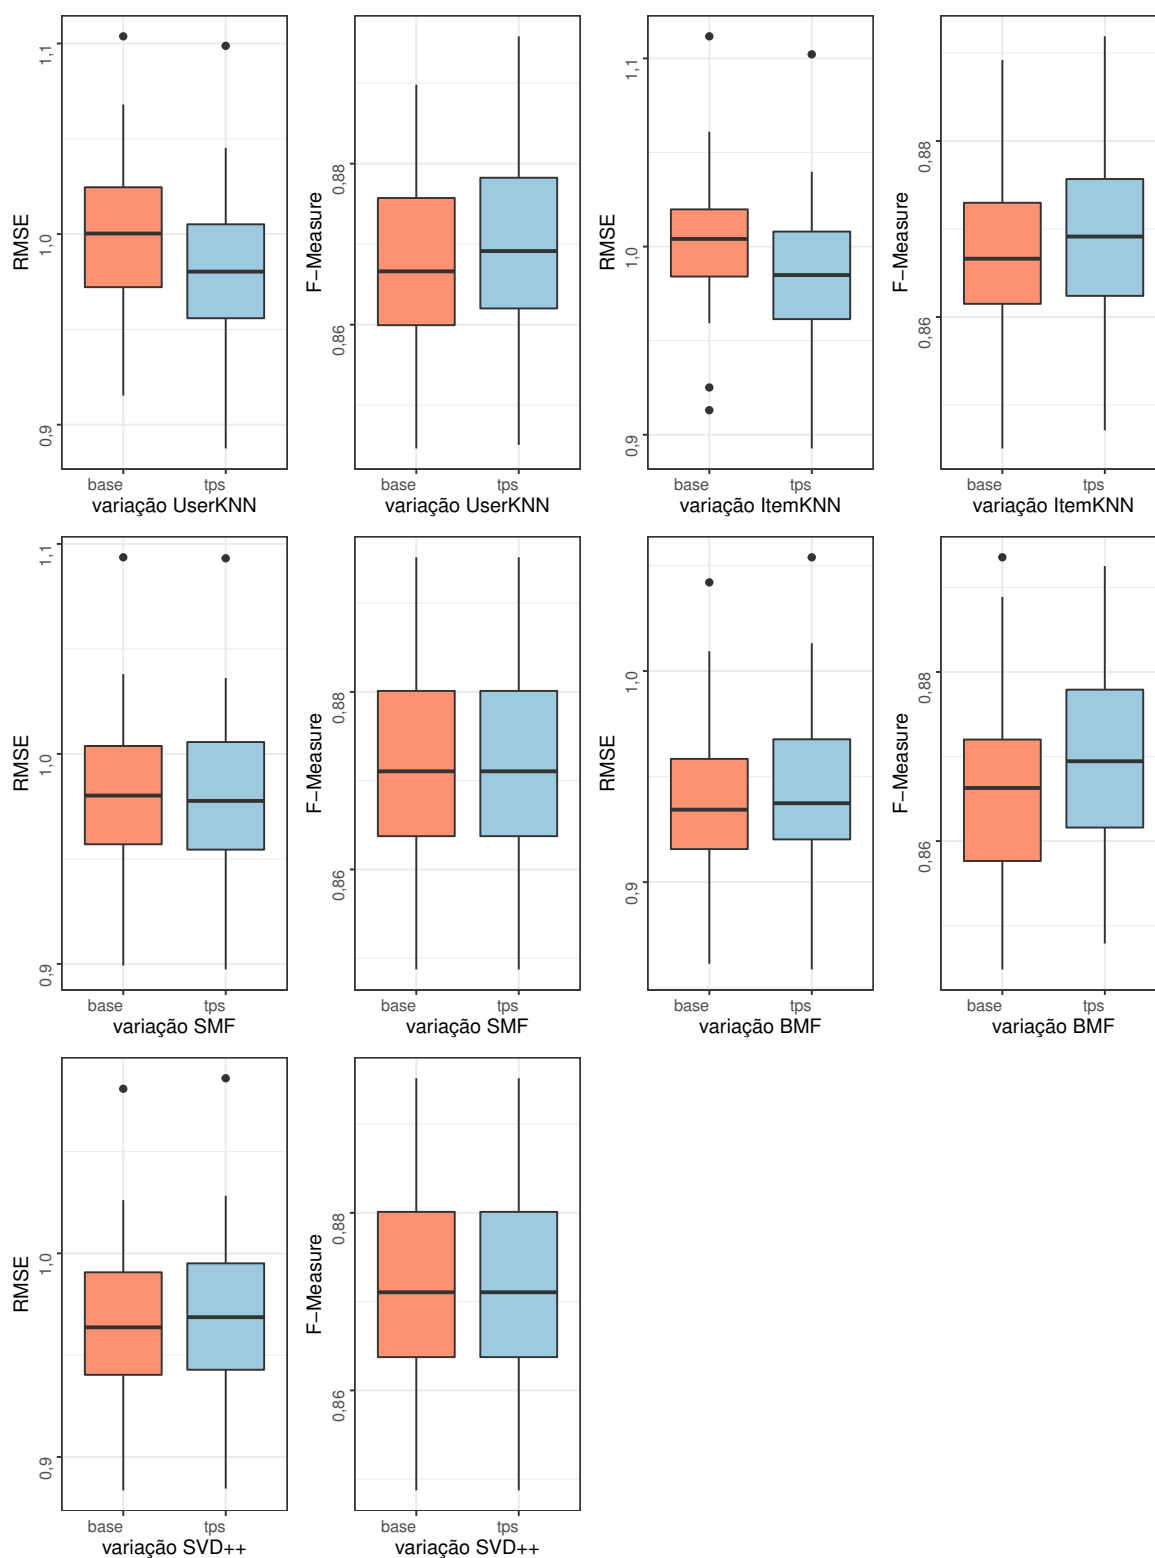 RMSE
1,1
1,0
0,9
base
tps
variação UserKNN
F−Measure
0,88
0,86
base
tps
variação UserKNN
RMSE
1,1
1,0
0,9
base
tps
variação ItemKNN
F−Measure
0,88
0,86
base
tps
variação ItemKNN
RMSE
1,1
1,0
0,9
base
tps
variação SMF
F−Measure
0,88
0,86
base
tps
variação SMF
RMSE
1,0
0,9
base
tps
variação BMF
F−Measure
0,88
0,86
base
tps
variação BMF
RMSE
1,0
0,9
base
tps
variação SVD++
F−Measure
0,88
0,86
base
tps
variação SVD++